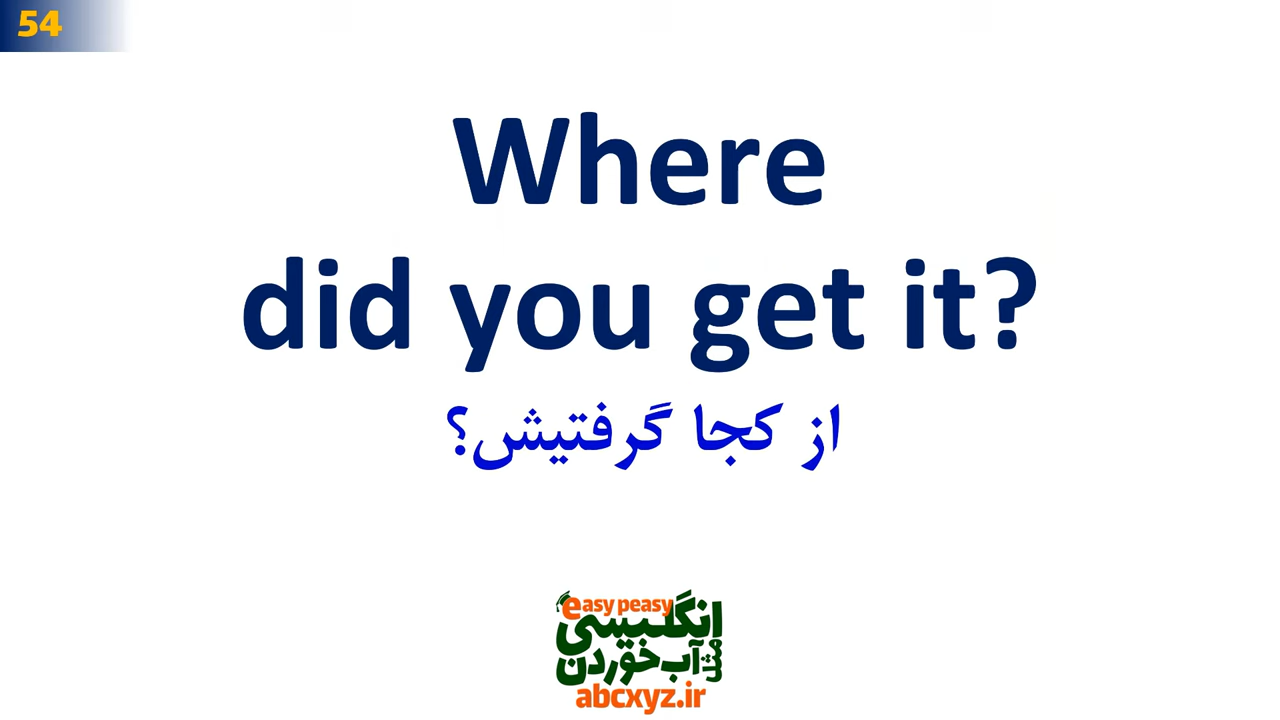 54
Where
did you get it?
از کجا گرفتیش؟
easy peasy
انگلیسی
مثل آب خوردن
abcxyz.ir